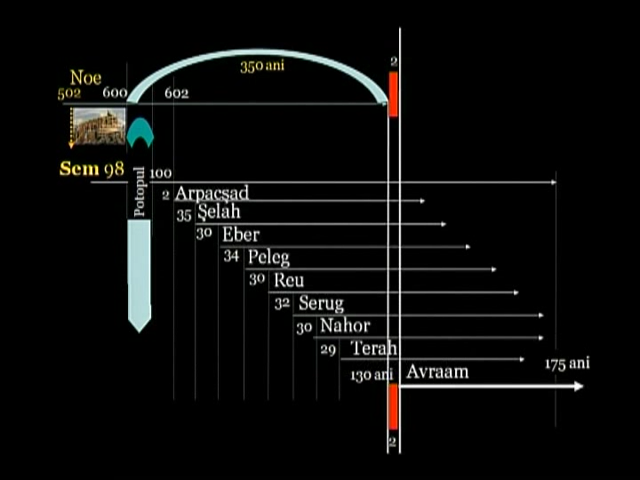 2
350 ani
Noe
502 600 602
Sem 98 100
Potopul
2 Arpacșad
35 Șelah
30 Eber
34 Peleg
30 Reu
32 Serug
30 Nahor
29 Terah
175 ani
130 ani Avraam
2